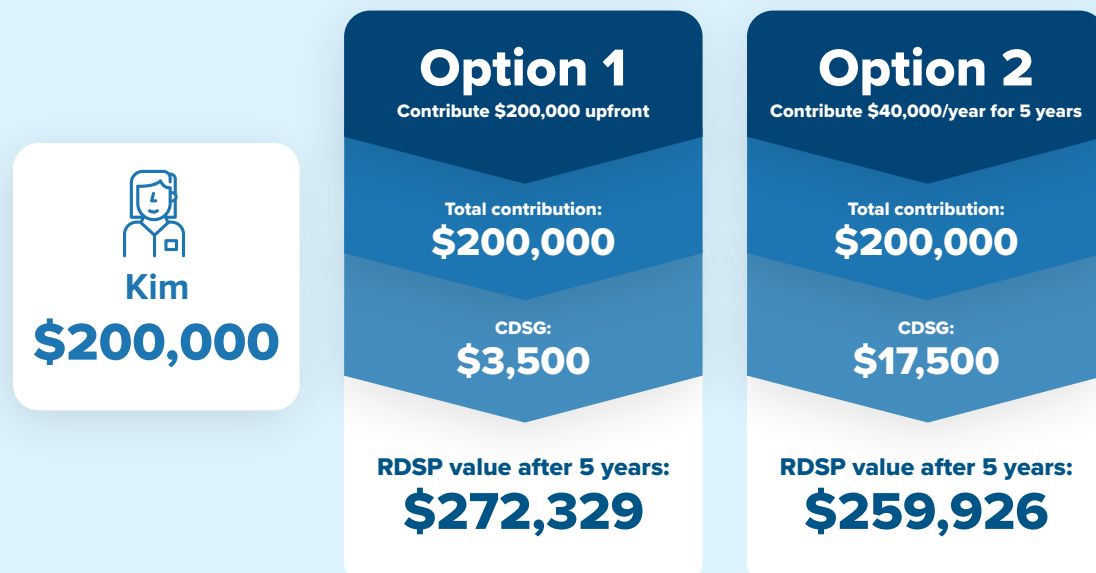 Kim
$200,000
Option 1
Contribute $200,000 upfront
Total contribution:
$200,000
CDSG:
$3,500
RDSP value after 5 years:
$272,329
Option 2
Contribute $40,000/year for 5 years
Total contribution:
$200,000
CDSG:
$17,500
RDSP value after 5 years:
$259,926